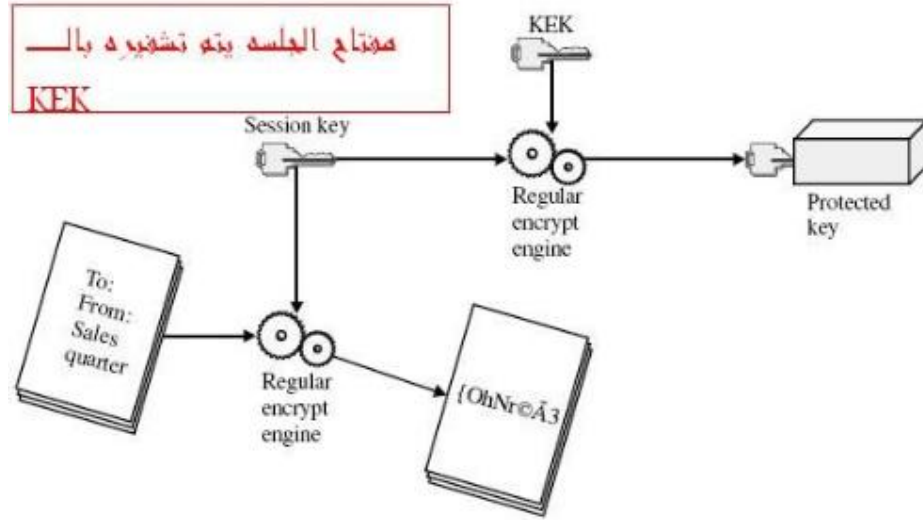 مفتاح الجلسه يتم تشفيره بالـــ
KEK
KEK
Session key
Regular
encrypt
engine
Protected
key
To:
From:
Sales
quarter
Regular
encrypt
engine
{OhNr©Ã3